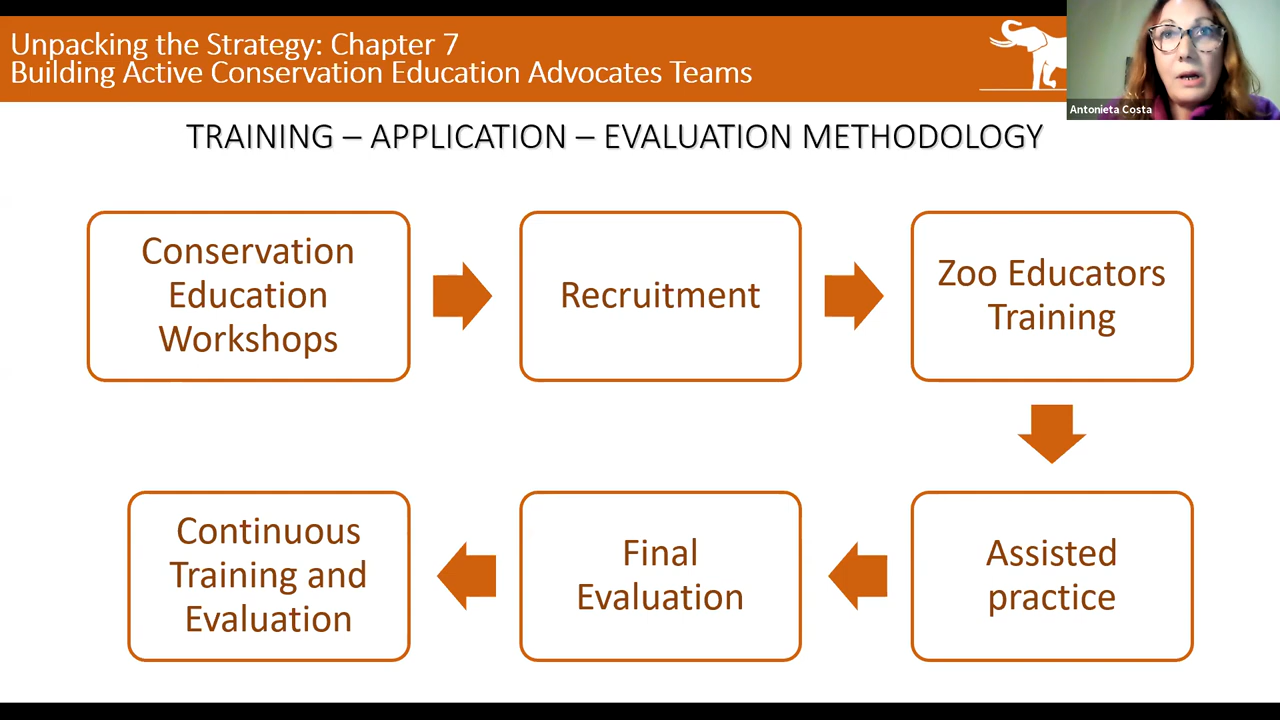 Unpacking the Strategy: Chapter 7
Building Active Conservation Education Advocates Teams
Antonieta Costa
TRAINING – APPLICATION – EVALUATION METHODOLOGY
Conservation
Education
Workshops
Recruitment
Zoo Educators
Training
Assisted
practice
Final
Evaluation
Continuous
Training and
Evaluation